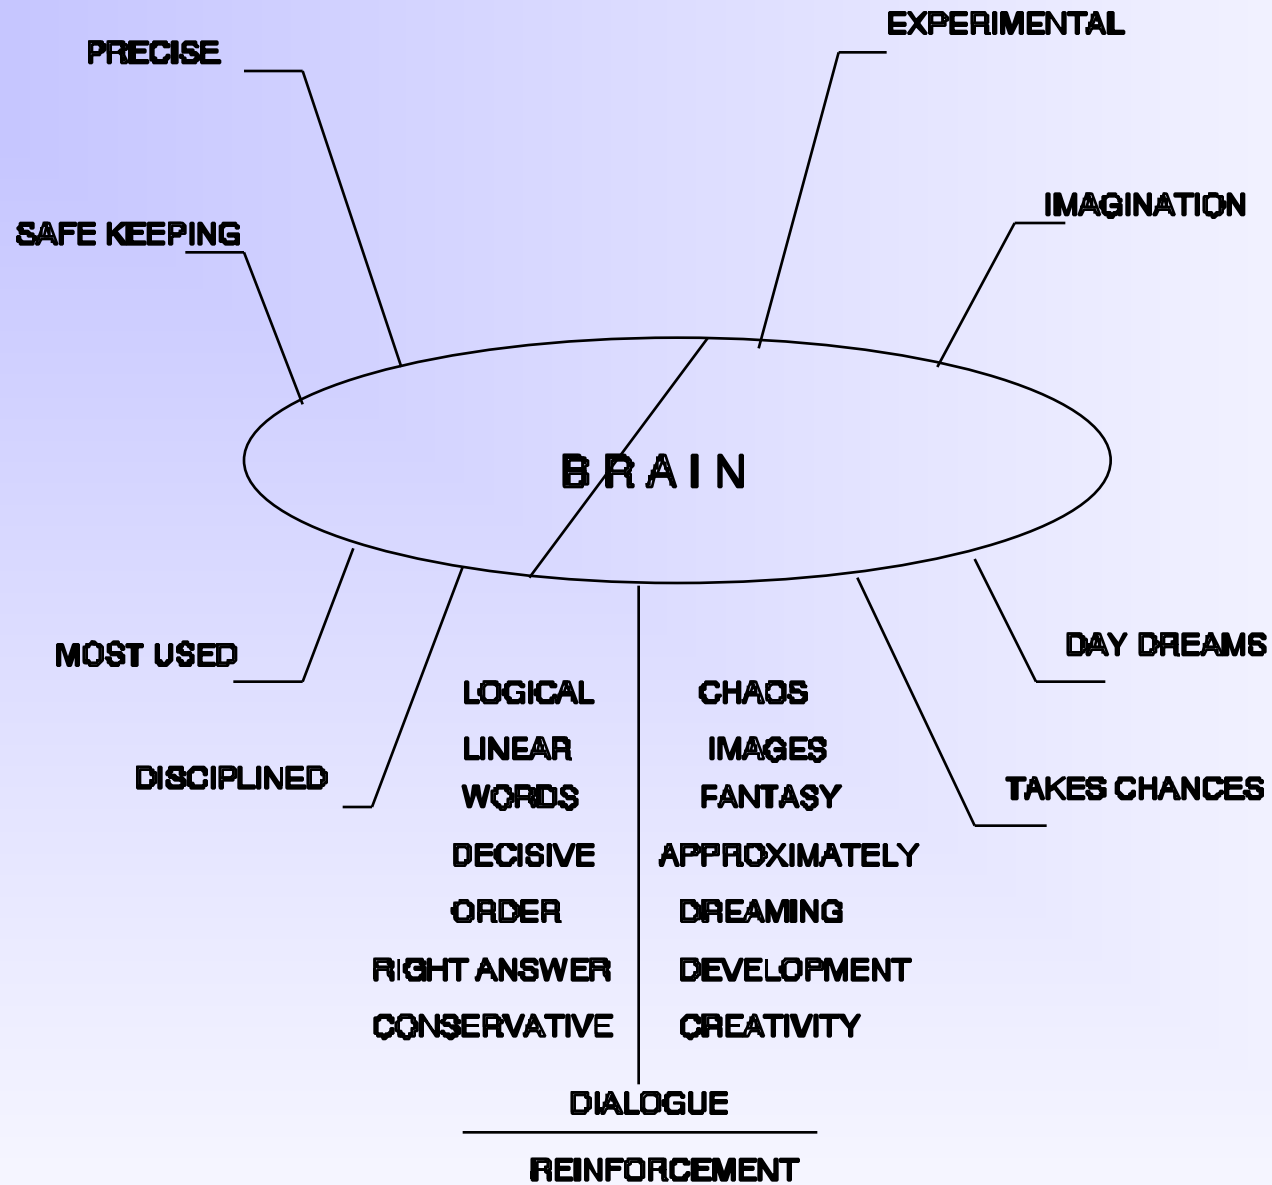 EXPERIMENTAL
PRECISE
IMAGINATION
SAFE KEEPING
BRAIN
MOST USED
DAY DREAMS
DISCIPLINED
TAKES CHANCES
LOGICAL CHAOS
LINEAR IMAGES
WORDS FANTASY
DECISIVE APPROXIMATELY
ORDER DREAMING
RIGHT ANSWER DEVELOPMENT
CONSERVATIVE CREATIVITY
DIALOGUE
REINFORCEMENT